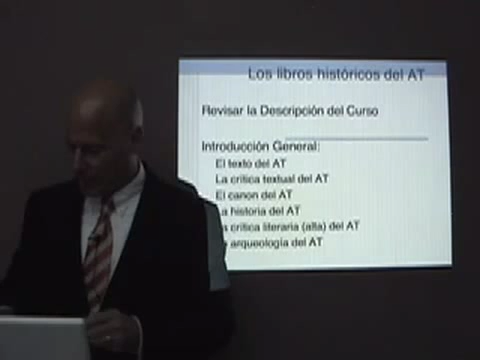 Los libros históricos del AT
Revisar la Descripción del Curso
Introducción General:
El texto del AT
La crítica textual del AT
El canon del AT
La historia del AT
crítica literaria (alta) del AT
arqueología del AT